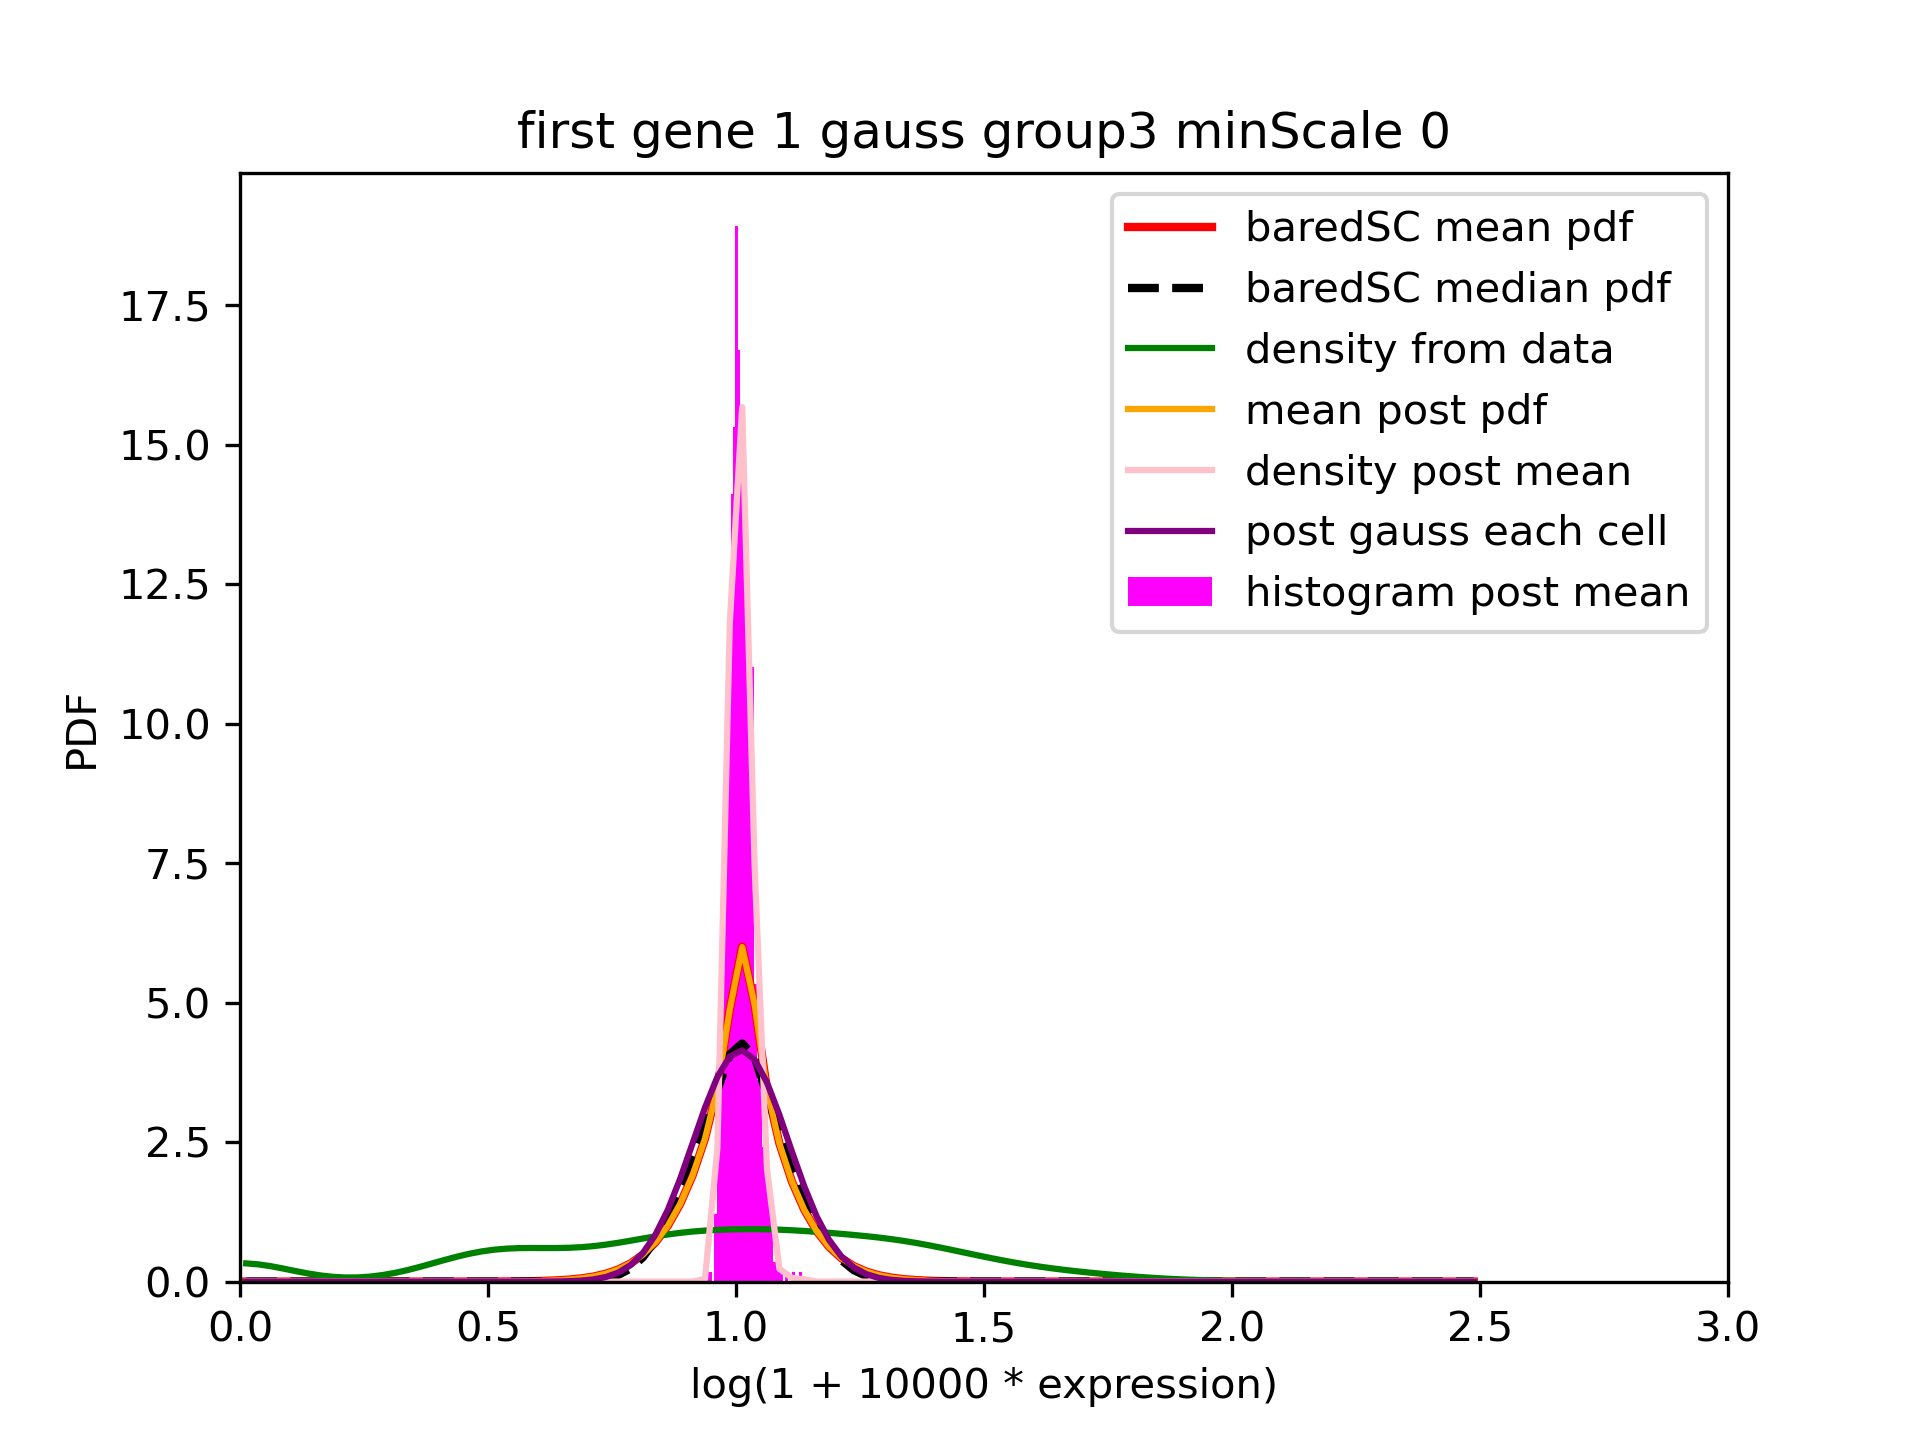 first gene 1 gauss group3 minScale 0
baredSC mean pdf
baredSC median pdf
density from data
mean post pdf
density post mean
post gauss each cell
histogram post mean
PDF
17.5
15.0
12.5
10.0
7.5
5.0
2.5
0.0
0.0 0.5 1.0 1.5 2.0 2.5 3.0
log(1 + 10000 * expression)